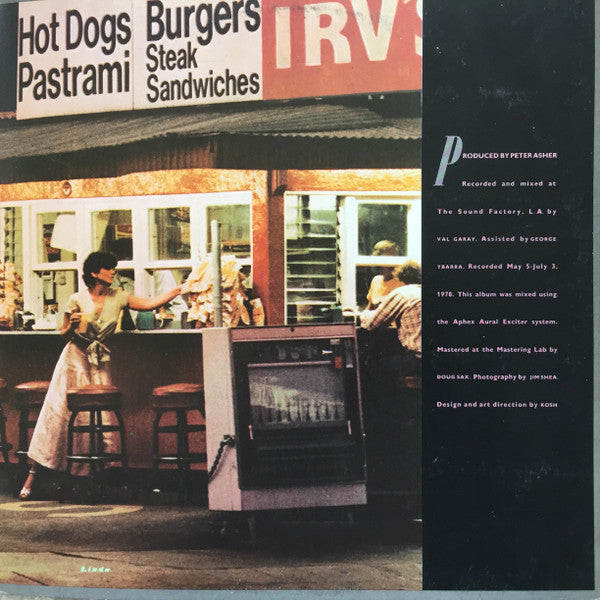 Hot Dogs
Pastrami
Burgers
Steak
Sandwiches
IRV'S
PRODUCED BY PETER ASHER
Recorded and mixed at
The Sound Factory, L.A. by
VAL GARAY. Assisted by GEORGE
YBARRA. Recorded May 5-July 3,
1978. This album was mixed using
the Aphex Aural Exciter system.
Mastered at the Mastering Lab by
DOUG SAX. Photography by JIM SHEA.
Design and art direction by KOSH
Linda